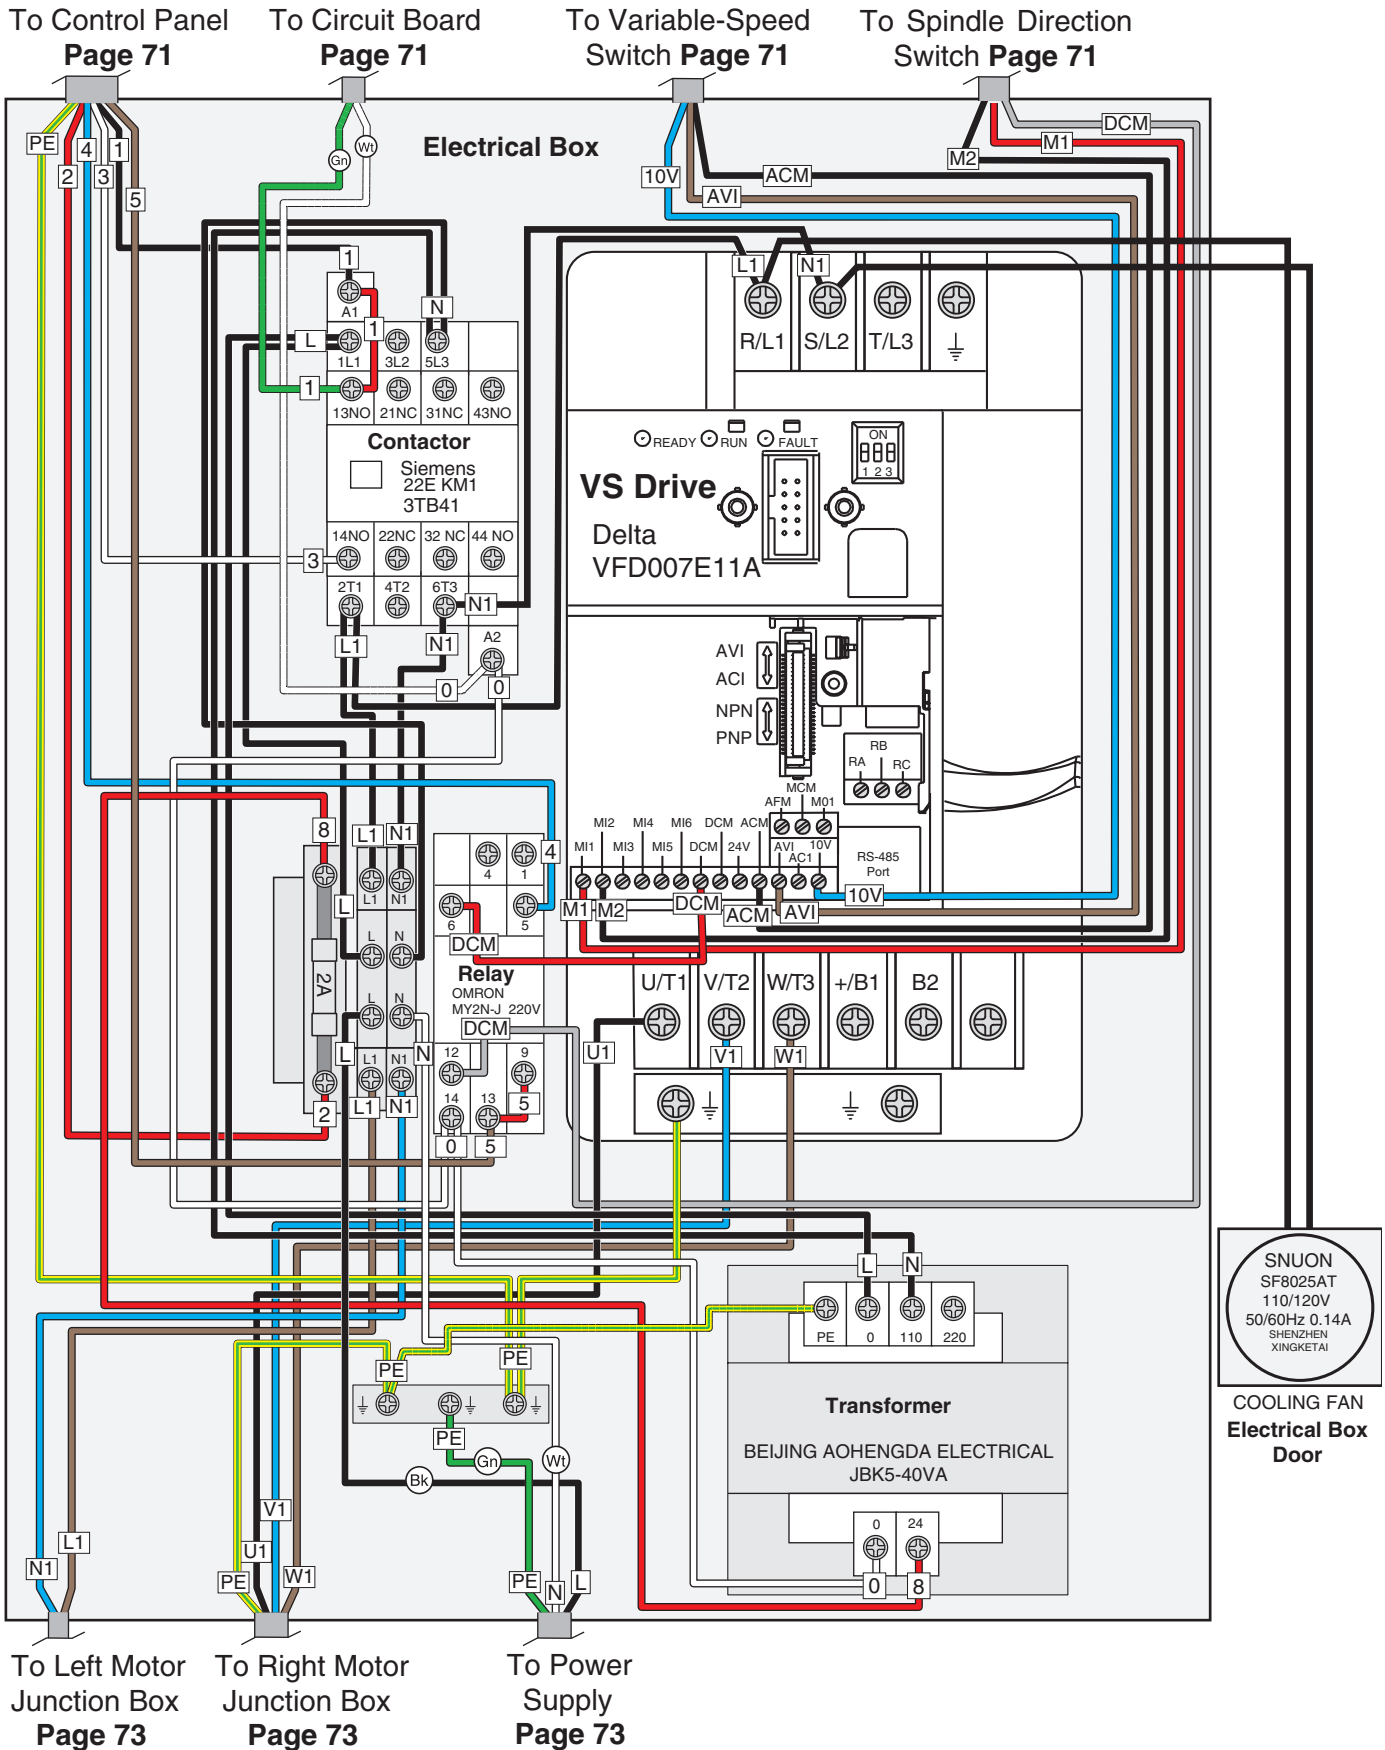 To Control Panel
Page 71
To Circuit Board
Page 71
To Variable-Speed
Switch Page 71
To Spindle Direction
Switch Page 71
Electrical Box
PE
2
4
3
1
5
Gn
Wt
10V
ACM
AVI
M2
M1
DCM
1
A1
1
L
N
1L1
3L2
5L3
1
13NO
21NC
31NC
43NO
Contactor
Siemens
22E KM1
3TB41
14NO
22NC
32 NC
44 NO
3
2T1
4T2
6T3
N1
L1
N1
A2
0
0
L1
N1
R/L1
S/L2
T/L3
READY
RUN
FAULT
ON
1 2 3
VS Drive
Delta
VFD007E11A
AVI
ACI
NPN
PNP
RB
RA
RC
MCM
AFM
M01
MI2
MI4
MI6
DCM
ACM
MI1
MI3
MI5
DCM
24V
AVI
AC1
10V
RS-485
Port
10V
M1
M2
DCM
ACM
AVI
8
L1
N1
L1
N1
L
L
N
2A
L
N
L
N
L1
N1
2
L1
N1
4
1
4
6
5
DCM
Relay
OMRON
MY2N-J 220V
DCM
12
9
5
14
13
0
5
U/T1
V/T2
W/T3
+/B1
B2
U1
V1
W1
L
N
PE
0
110
220
Transformer
BEIJING AOHENGDA ELECTRICAL
JBK5-40VA
0
24
0
8
SNUON
SF8025AT
110/120V
50/60Hz 0.14A
SHENZHEN
XINGKETAI
COOLING FAN
Electrical Box
Door
PE
PE
PE
Gn
Wt
Bk
V1
L1
U1
N1
PE
W1
PE
N
L
To Left Motor
Junction Box
Page 73
To Right Motor
Junction Box
Page 73
To Power
Supply
Page 73